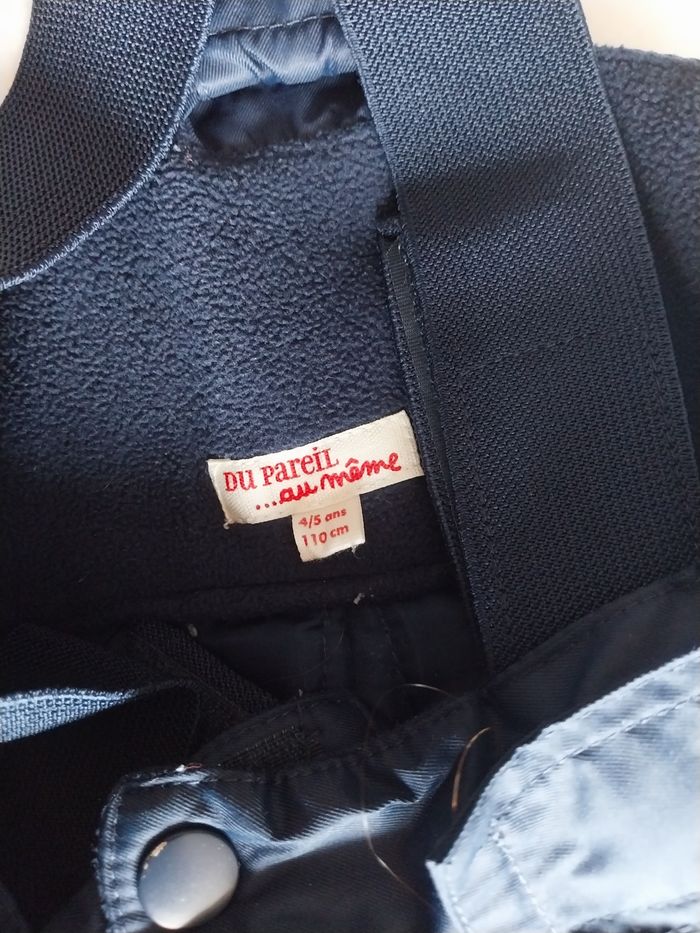 DU PAREIL
...au même
4/5 ans
110 cm